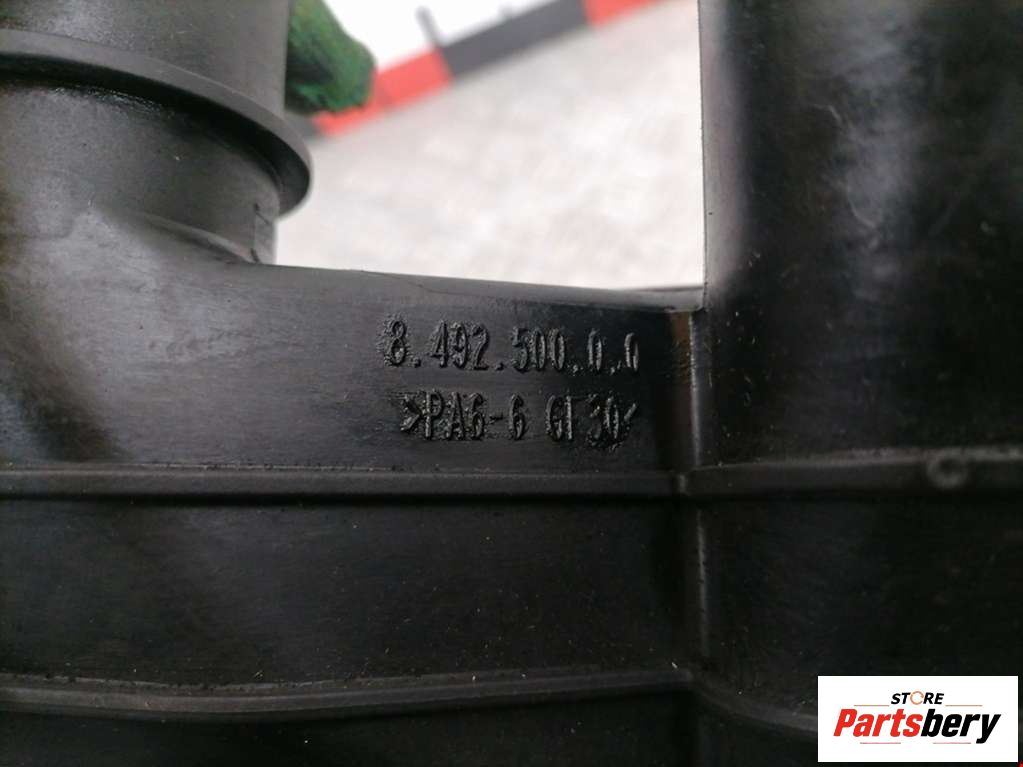 8.492.500.0.0
>PA6-6 GF30<
STORE
Partsbery